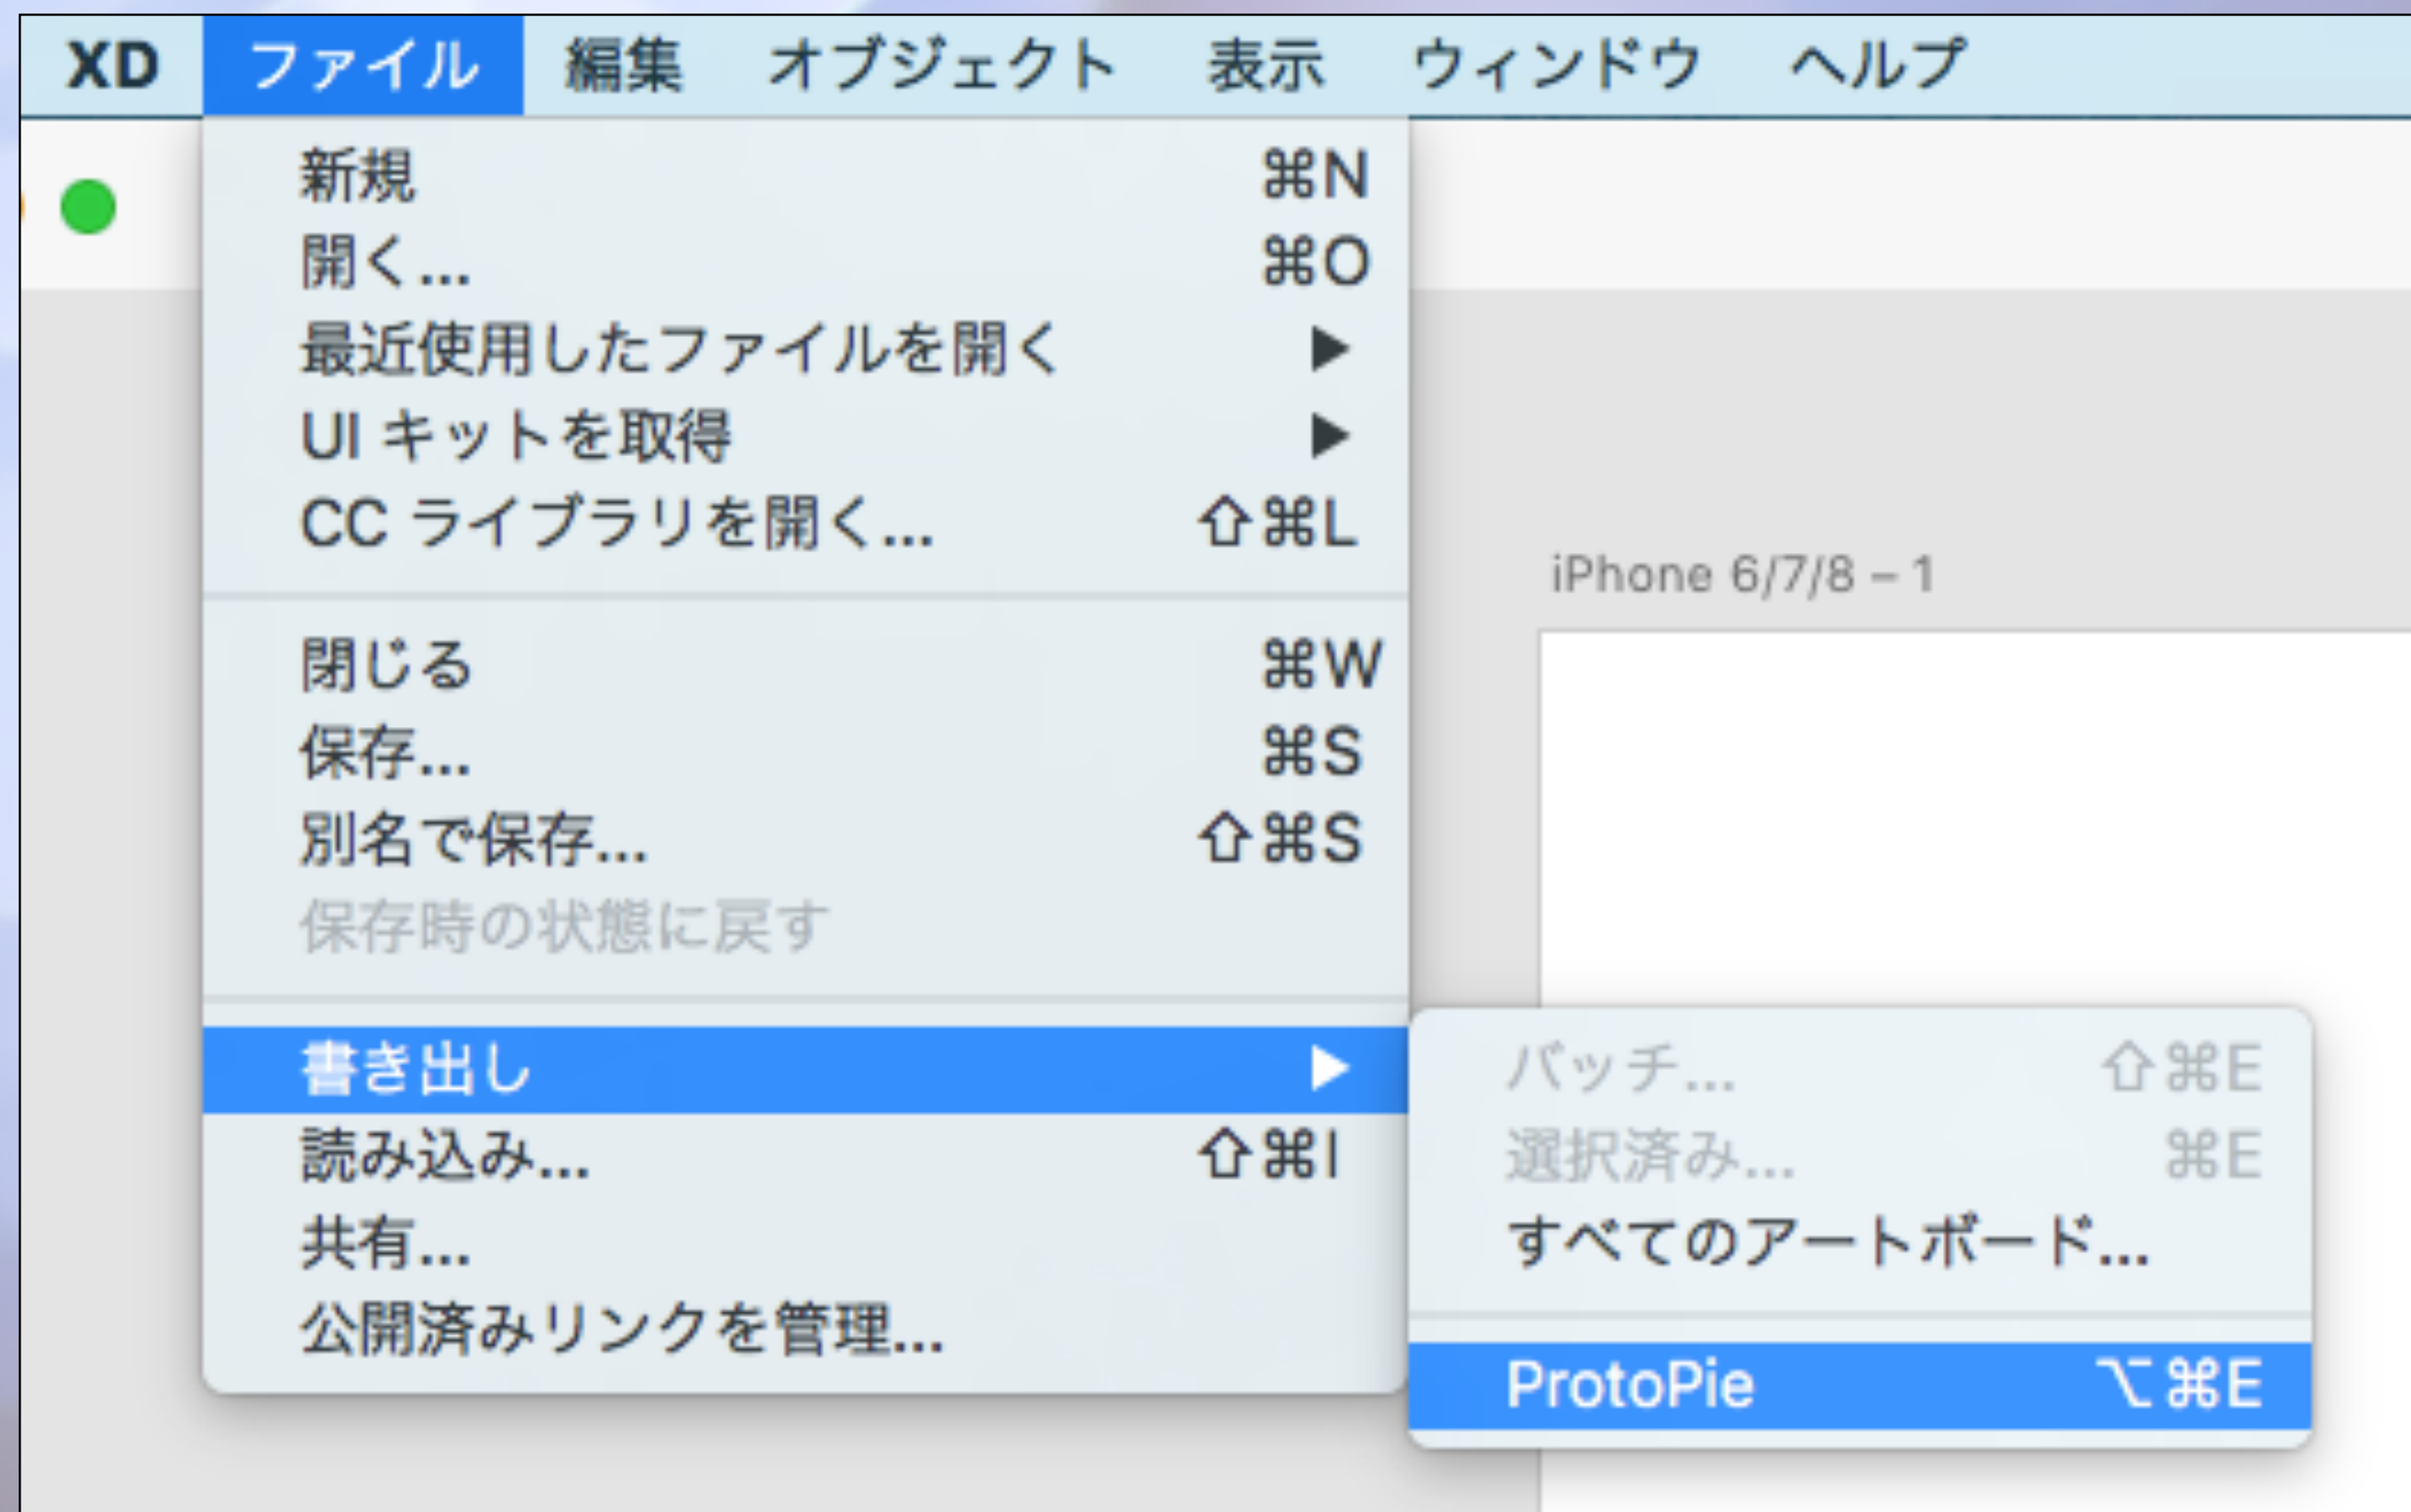 XD ファイル 編集 オブジェクト 表示 ウィンドウ ヘルプ
新規 ⌘N
開く... ⌘O
最近使用したファイルを開く ▶
UI キットを取得 ▶
CC ライブラリを開く... ⇧⌘L
閉じる ⌘W
保存... ⌘S
別名で保存... ⇧⌘S
保存時の状態に戻す
書き出し ▶
読み込み... ⇧⌘I
共有...
公開済みリンクを管理...
iPhone 6/7/8 – 1
バッチ... ⇧⌘E
選択済み... ⌘E
すべてのアートボード...
ProtoPie ⌥⌘E